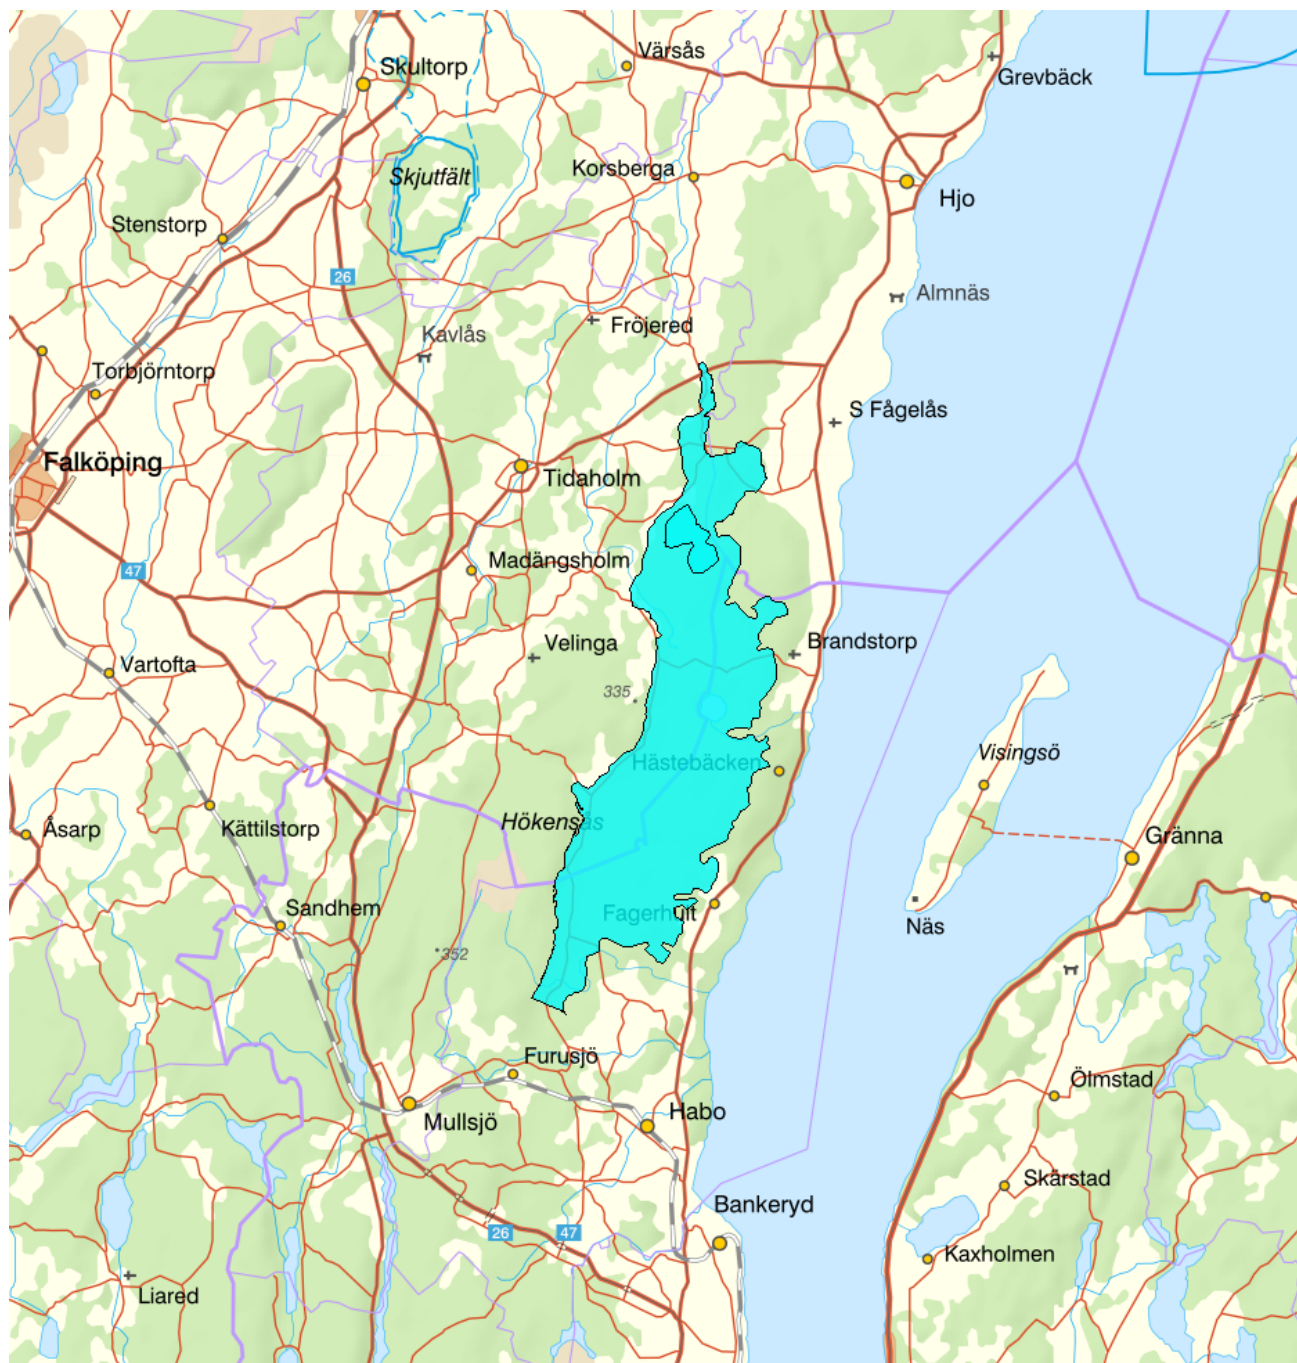 Värsås
Skultorp
Grevbäck
Korsberga
Skjutfält
Hjo
Stenstorp
26
Almnäs
Fröjered
Kavlås
Torbjörntorp
S Fågelås
Falköping
Tidaholm
Madängsholm
47
Velinga
Brandstorp
Vartofta
335
Visingsö
Hästebäcken
Hökensås
Kättilstorp
Åsarp
Gränna
Sandhem
Fagerhult
Näs
352
Furusjö
Ölmstad
Mullsjö
Habo
Skärstad
Bankeryd
26
47
Kaxholmen
Liared